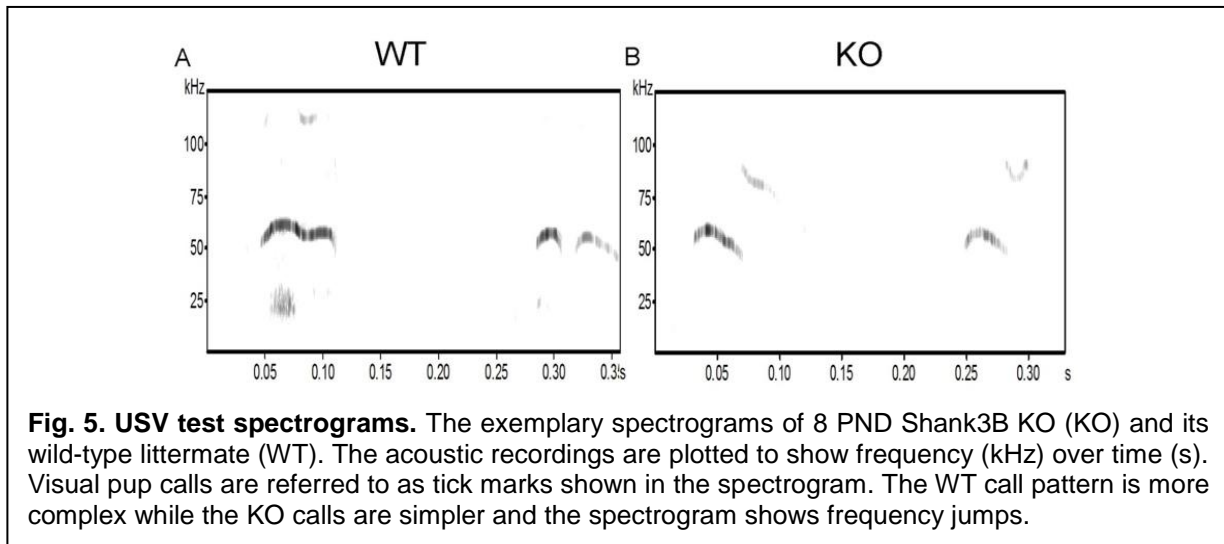 A WT B KO
kHz kHz
100 100
75 75
50 50
25 25
0.05 0.10 0.15 0.20 0.25 0.30 0.3 s 0.05 0.10 0.15 0.20 0.25 0.30 s
Fig. 5. USV test spectrograms. The exemplary spectrograms of 8 PND Shank3B KO (KO) and its
wild-type littermate (WT). The acoustic recordings are plotted to show frequency (kHz) over time (s).
Visual pup calls are referred to as tick marks shown in the spectrogram. The WT call pattern is more
complex while the KO calls are simpler and the spectrogram shows frequency jumps.